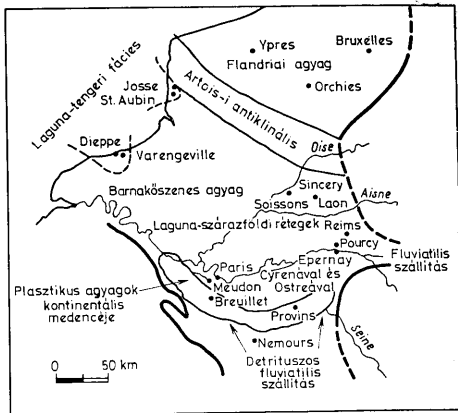 Ypres
Bruxelles
Flandriai agyag
Orchies
Laguna-tengeri fácies
Josse
St. Aubin
Artois-i antiklinális
Dieppe
Varengeville
Oise
Sincery
Aisne
Barnakőszenes agyag
Soissons
Laon
Laguna-szárazföldi rétegek
Reims
Pourcy
Epernay
Fluviatilis
szállítás
Paris
Cyrenával és
Ostreával
Plasztikus agyagok
kontinentális
medencéje
Meudon
Breuillet
Provins
Seine
Nemours
Detrituszos
fluviatilis
szállítás
0
50 km